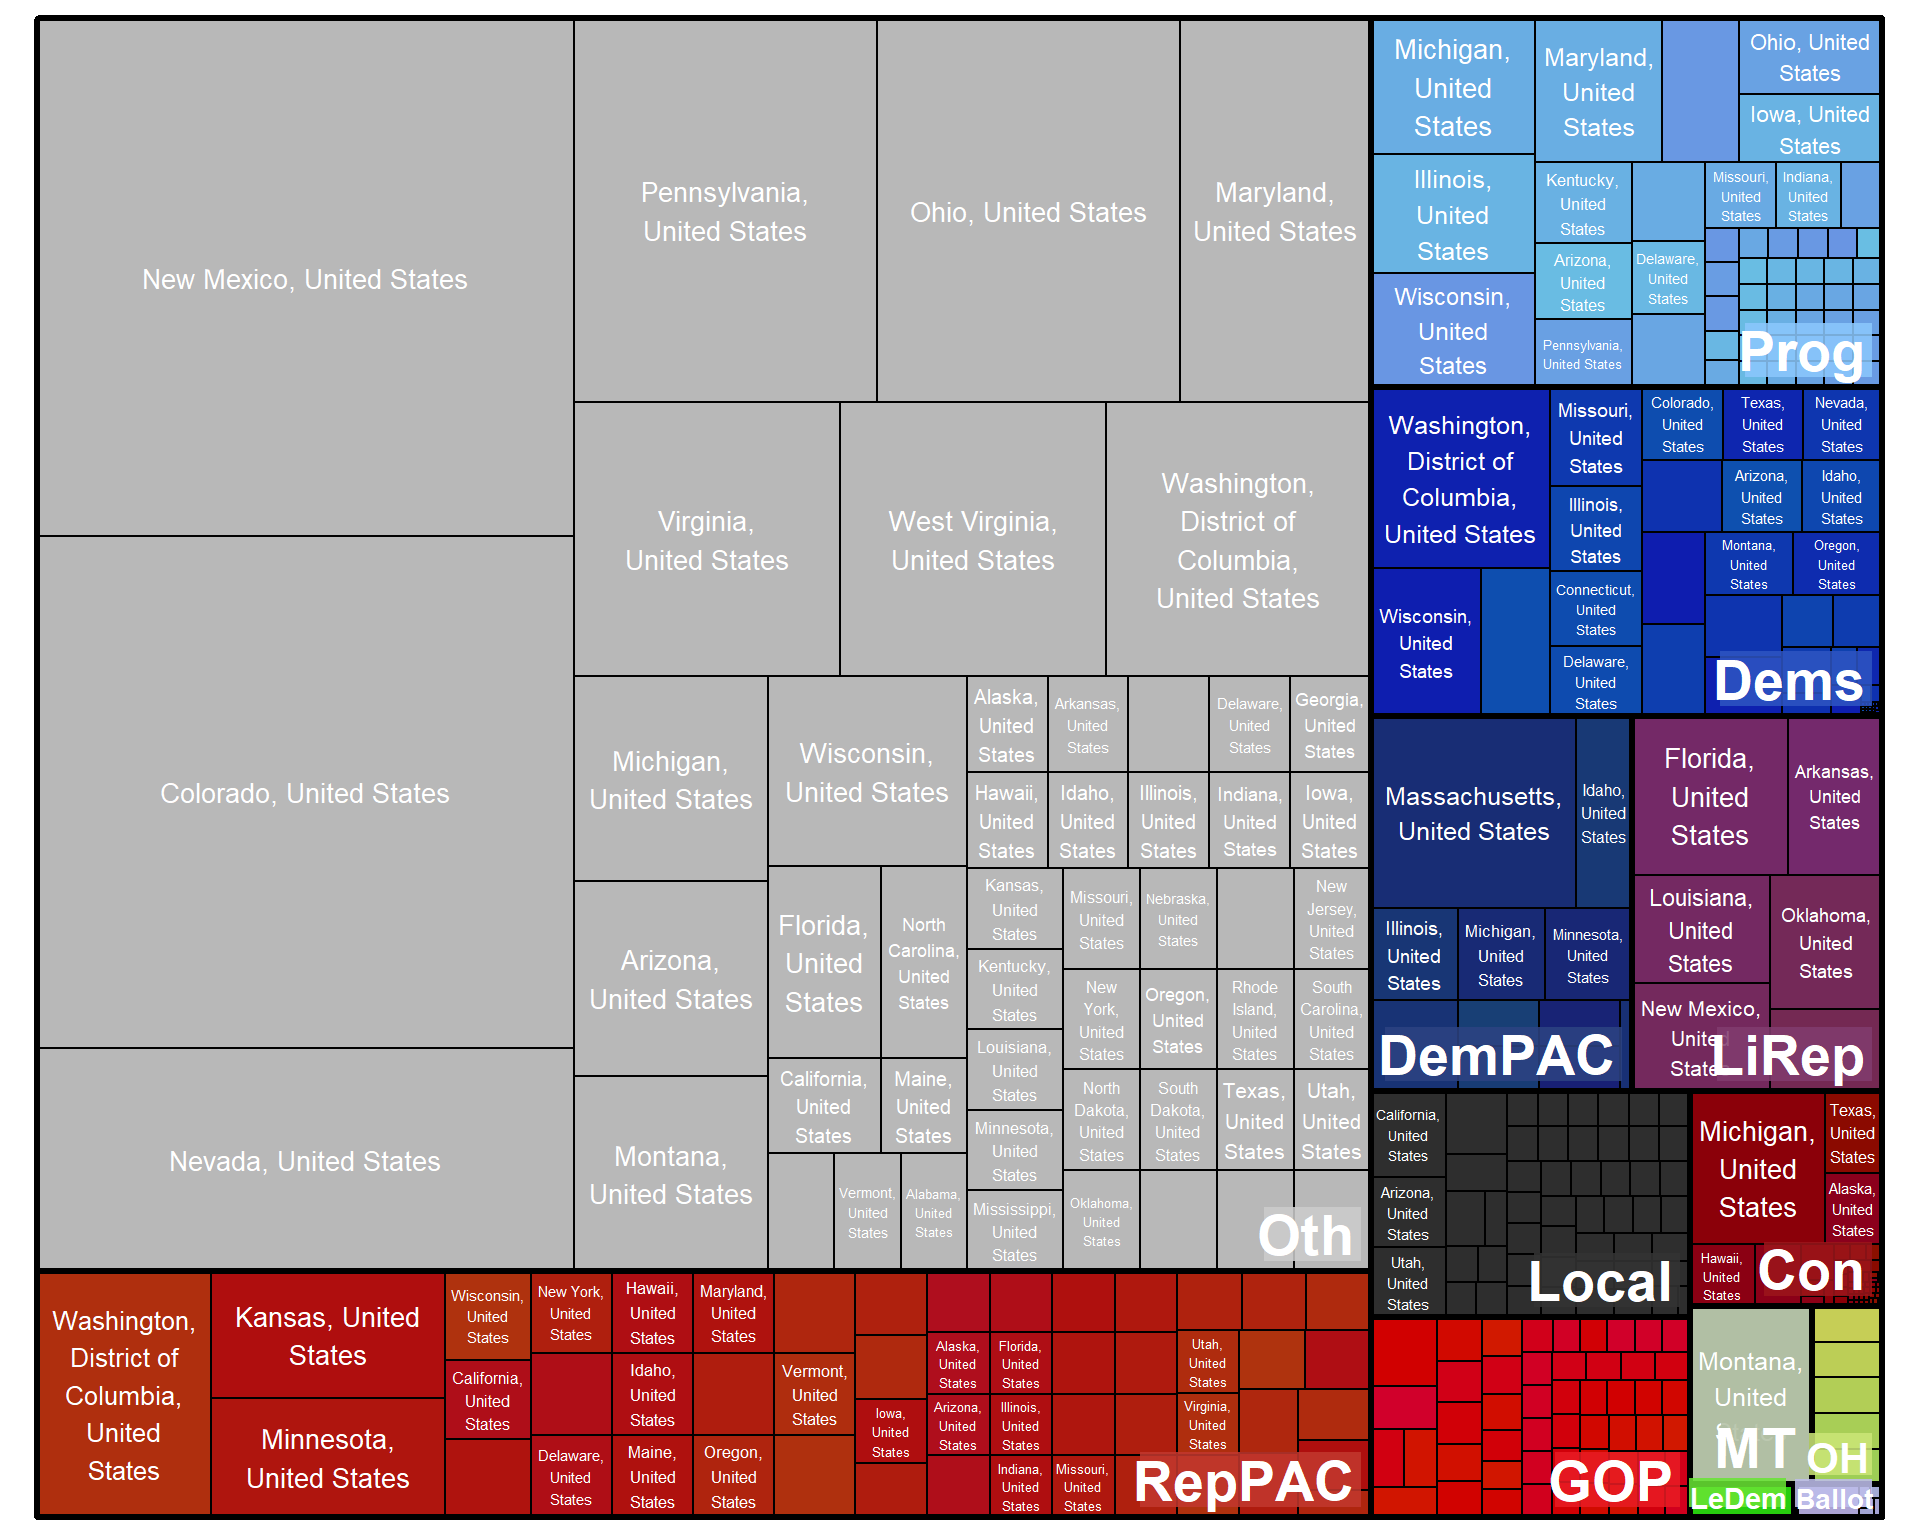 New Mexico, United States
Colorado, United States
Nevada, United States
Pennsylvania,
United States
Ohio, United States
Maryland,
United States
Virginia,
United States
West Virginia,
United States
Washington,
District of
Columbia,
United States
Michigan,
United States
Arizona,
United States
Montana,
United States
Wisconsin,
United States
Florida,
United
States
North
Carolina,
United
States
California,
United
States
Maine,
United
States
Vermont,
United
States
Alabama,
United
States
Alaska,
United
States
Arkansas,
United
States
Delaware,
United
States
Georgia,
United
States
Hawaii,
United
States
Idaho,
United
States
Illinois,
United
States
Indiana,
United
States
Iowa,
United
States
Kansas,
United
States
Kentucky,
United
States
Louisiana,
United
States
Minnesota,
United
States
Mississippi,
United
States
Missouri,
United
States
Nebraska,
United
States
New
Jersey,
United
States
New
York,
United
States
Oregon,
United
States
Rhode
Island,
United
States
South
Carolina,
United
States
North
Dakota,
United
States
South
Dakota,
United
States
Texas,
United
States
Utah,
United
States
Oklahoma,
United
States
Oth
Washington,
District of
Columbia,
United
States
Kansas, United
States
Minnesota,
United States
Wisconsin,
United
States
California,
United
States
New York,
United
States
Delaware,
United
States
Hawaii,
United
States
Idaho,
United
States
Maine,
United
States
Maryland,
United
States
Oregon,
United
States
Vermont,
United
States
Iowa,
United
States
Alaska,
United
States
Arizona,
United
States
Florida,
United
States
Illinois,
United
States
Indiana,
United
States
Missouri,
United
States
Utah,
United
States
Virginia,
United
States
RepPAC
Michigan,
United
States
Illinois,
United
States
Wisconsin,
United
States
Maryland,
United
States
Ohio, United
States
Iowa, United
States
Kentucky,
United
States
Arizona,
United
States
Pennsylvania,
United States
Delaware,
United
States
Missouri,
United
States
Indiana,
United
States
Prog
Washington,
District of
Columbia,
United States
Wisconsin,
United
States
Missouri,
United
States
Illinois,
United
States
Connecticut,
United
States
Delaware,
United
States
Colorado,
United
States
Texas,
United
States
Nevada,
United
States
Arizona,
United
States
Idaho,
United
States
Montana,
United
States
Oregon,
United
States
Dems
Massachusetts,
United States
Idaho,
United
States
Illinois,
United
States
Michigan,
United
States
Minnesota,
United
States
DemPAC
Florida,
United
States
Arkansas,
United
States
Louisiana,
United
States
Oklahoma,
United
States
New Mexico,
United
States
LiRep
California,
United
States
Arizona,
United
States
Utah,
United
States
Local
Michigan,
United
States
Texas,
United
States
Alaska,
United
States
Hawaii,
United
States
Con
GOP
Montana,
United
MT
OH
LeDem
Ballot